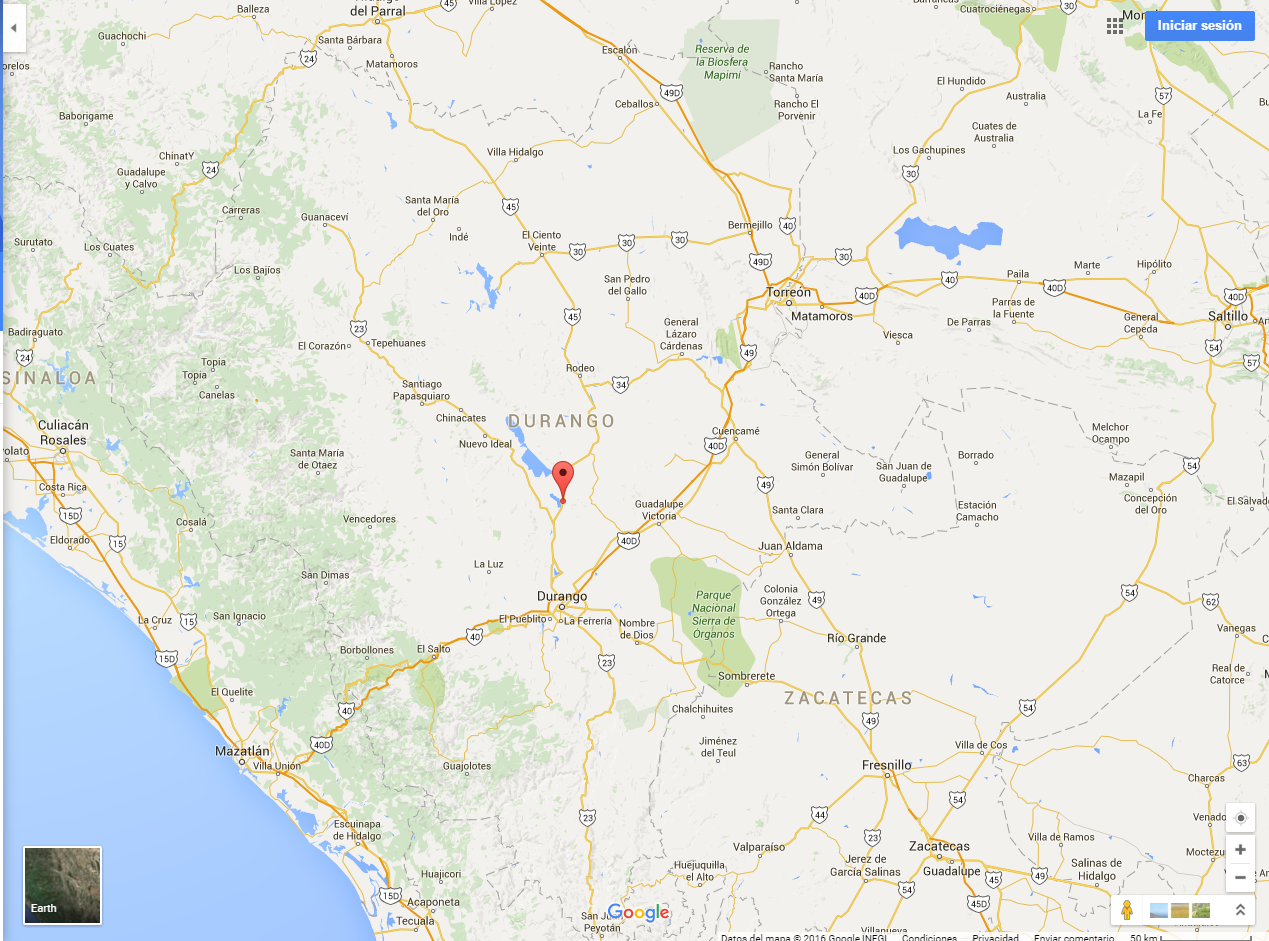 Balleza
Hidalgo
del Parral
45
Villa López
Cuatrociénegas
30
Iniciar sesión
Guachochi
Santa Bárbara
24
Matamoros
Escalón
Reserva de
la Biosfera
Mapimí
Rancho
Santa María
49D
Ceballos
Rancho El
Porvenir
El Hundido
Australia
57
La Fe
Baborigame
Cuates de
Australia
Los Gachupines
30
ChinatY
Guadalupe
y Calvo
24
Villa Hidalgo
Carreras
Guanaceví
Santa María
del Oro
45
Indé
El Ciento
Veinte
30
30
30
Bermejillo
40
Surutato
Los Cuates
Los Bajíos
49D
30
San Pedro
del Gallo
Torreón
Matamoros
40D
40
Paila
Marte
Hipólito
40D
40D
Parras de
la Fuente
General
Cepeda
Saltillo
De Parras
Viesca
54
57
Badiraguato
24
23
El Corazón
Tepehuanes
45
General
Lázaro
Cárdenas
49
SINALOA
Topia
Topia
Canelas
Rodeo
34
Santiago
Papasquiaro
Chinacates
DURANGO
Nuevo Ideal
Culiacán
Rosales
Cuencamé
40D
Santa María
de Otaez
General
Simón Bolívar
San Juan de
Guadalupe
Borrado
Melchor
Ocampo
54
Mazapil
Concepción
del Oro
El Salvado
49
Costa Rica
15D
Cosalá
Vencedores
Guadalupe
Victoria
Santa Clara
Estación
Camacho
Eldorado
15
40D
Juan Aldama
La Luz
San Dimas
Durango
Parque
Nacional
Sierra de
Órganos
Colonia
González
Ortega
49
54
62
La Cruz
15
San Ignacio
El Pueblito
La Ferrería
Nombre
de Dios
40
Río Grande
Vanegas
15D
Borbollones
El Salto
23
Real de
Catorce
El Quelite
Sombrerete
ZACATECAS
40
Chalchihuites
49
54
Mazatlán
40D
Villa Unión
Jiménez
del Teul
Villa de Cos
Guajolotes
Fresnillo
63
Charcas
54
Escuinapa
de Hidalgo
23
44
23
Venado
Villa de Ramos
Valparaíso
Zacatecas
Guadalupe
Jerez de
García Salinas
Huejuquilla
el Alto
54
45
49
Salinas de
Hidalgo
Earth
Huajicori
15D
Acaponeta
Tecuala
Peyotán
Google
45D
Villanueva
Datos del mapa © 2016 Google INEGI
Condiciones
Privacidad
Enviar comentario
50 km